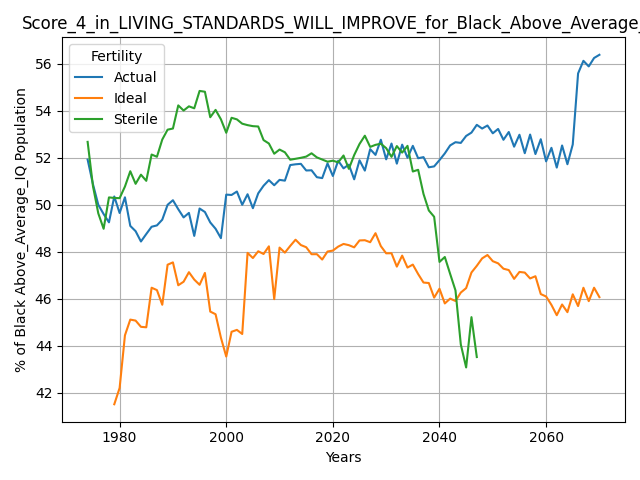 Score_4_in_LIVING_STANDARDS_WILL_IMPROVE_for_Black_Above_Average_
Fertility
Actual
Ideal
Sterile
% of Black Above_Average_IQ Population
56
54
52
50
48
46
44
42
1980
2000
2020
2040
2060
Years